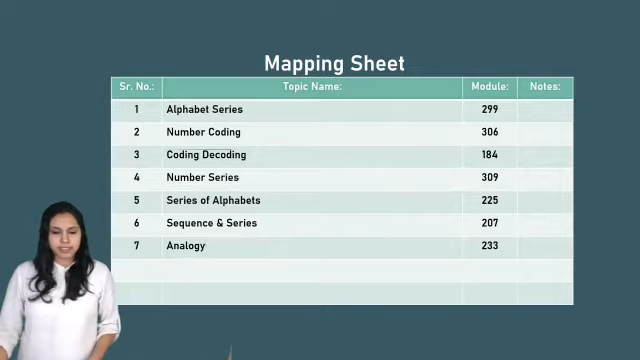 Mapping Sheet
Sr. No.: Topic Name: Module: Notes:
1 Alphabet Series 299
2 Number Coding 306
3 Coding Decoding 184
4 Number Series 309
5 Series of Alphabets 225
6 Sequence & Series 207
7 Analogy 233